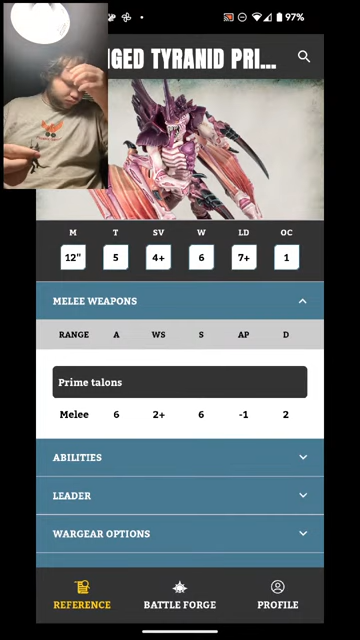 97%
NGED TYRANID PRI...
M T SV W LD OC
12" 5 4+ 6 7+ 1
MELEE WEAPONS
RANGE A WS S AP D
Prime talons
Melee 6 2+ 6 -1 2
ABILITIES
LEADER
WARGEAR OPTIONS
REFERENCE BATTLE FORGE PROFILE